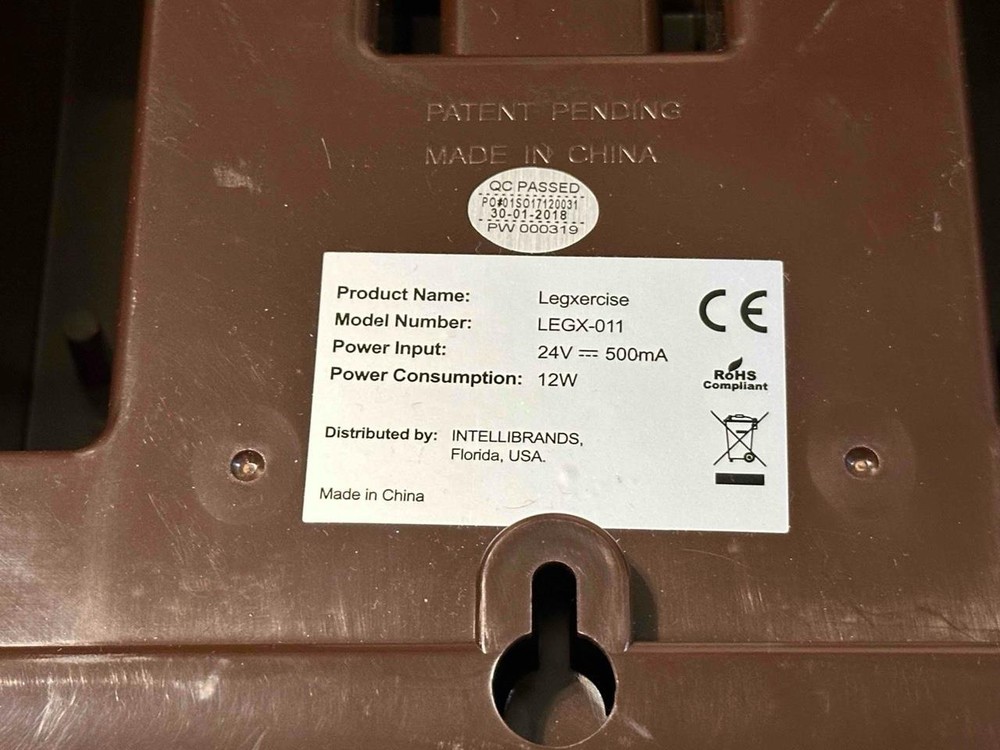 PATENT PENDING
MADE IN CHINA
QC PASSED
PO#01SO17120031
30-01-2018
PW 000319
Product Name: Legxercise
Model Number: LEGX-011
Power Input: 24V ⎓ 500mA
Power Consumption: 12W
CE
RoHS
Compliant
Distributed by: INTELLIBRANDS,
Florida, USA.
Made in China